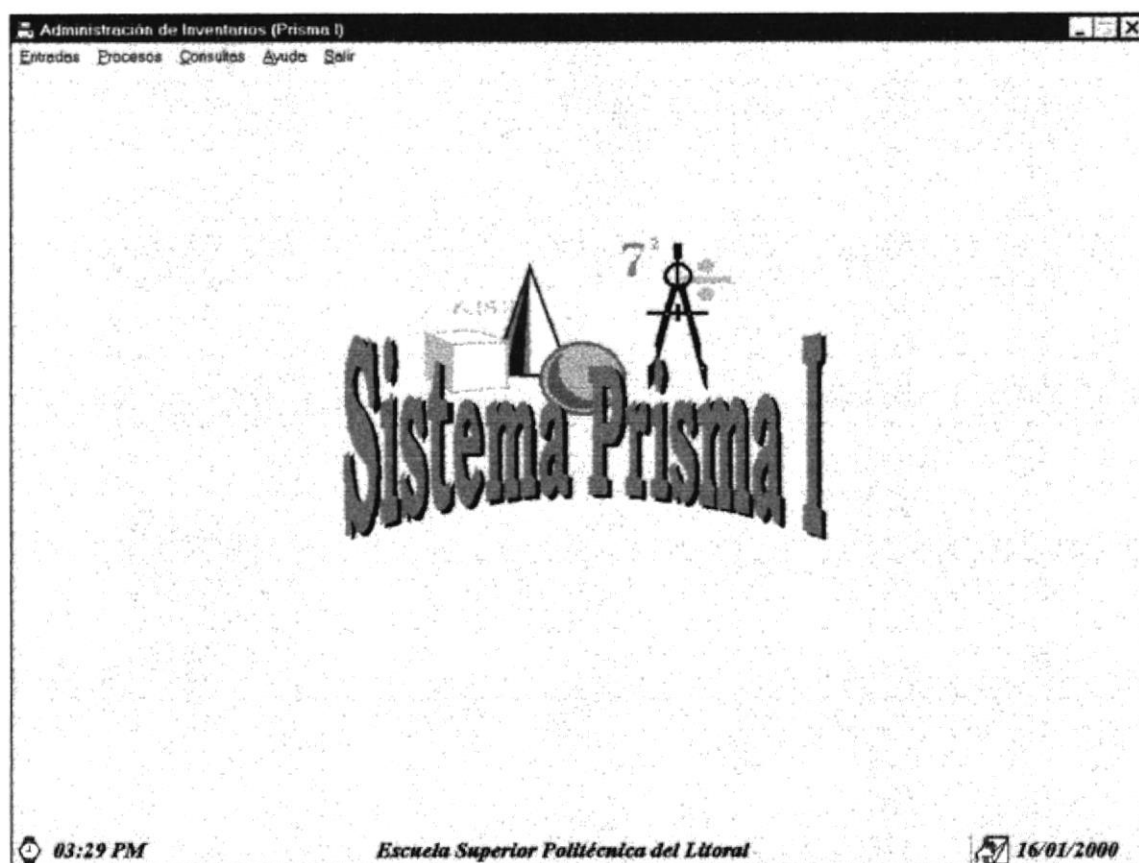 Administración de Inventarios (Prisma I)
Entradas Procesos Consultas Ayuda Salir
7²
Sistema Prisma I
03:29 PM Escuela Superior Politécnica del Litoral 16/01/2000